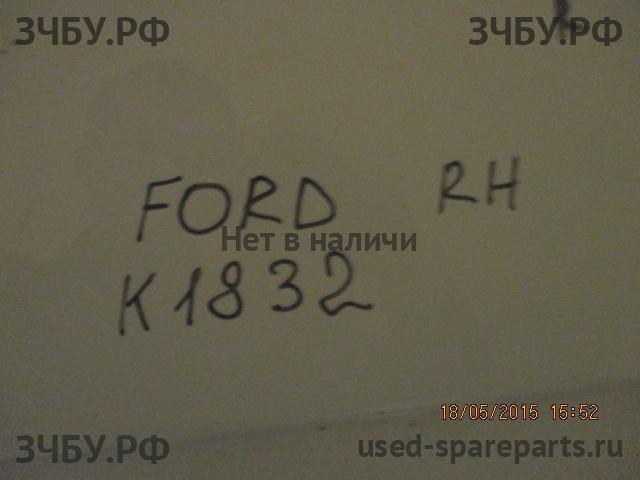 ЗЧБУ.РФ ЗЧБУ.РФ
FORD RH
Нет в наличи
K1832
18/05/2015 15:52
ЗЧБУ.РФ used-spareparts.ru